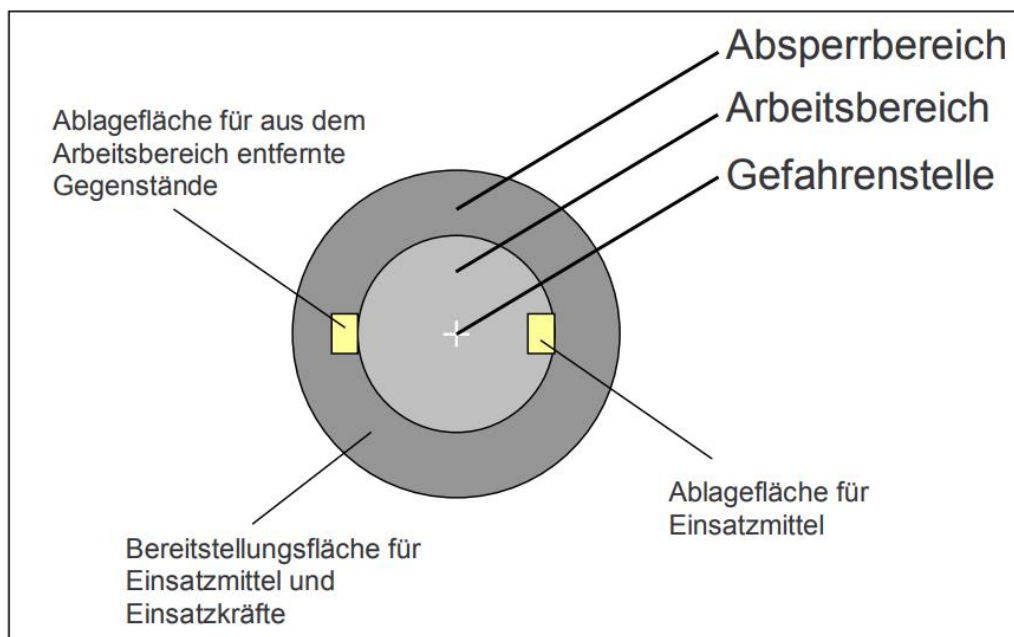 Absperrbereich
Arbeitsbereich
Gefahrenstelle
Ablagefläche für aus dem
Arbeitsbereich entfernte
Gegenstände
Ablagefläche für
Einsatzmittel
Bereitstellungsfläche für
Einsatzmittel und
Einsatzkräfte